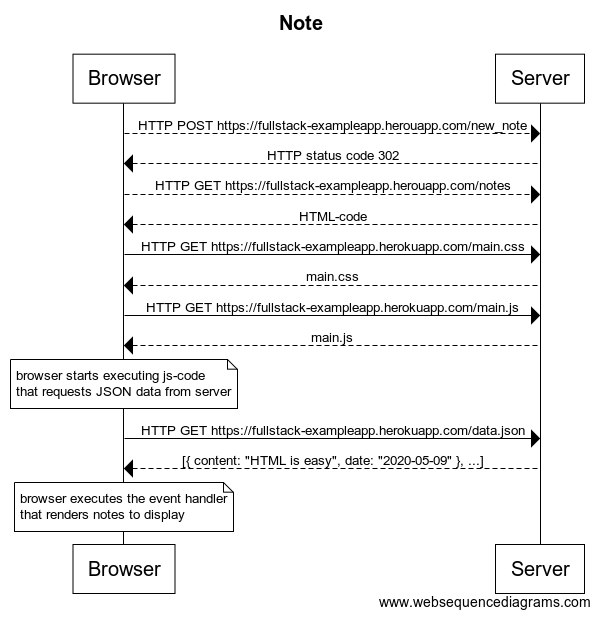 Note
Browser Server
HTTP POST https://fullstack-exampleapp.herouapp.com/new_note
HTTP status code 302
HTTP GET https://fullstack-exampleapp.herouapp.com/notes
HTML-code
HTTP GET https://fullstack-exampleapp.herokuapp.com/main.css
main.css
HTTP GET https://fullstack-exampleapp.herokuapp.com/main.js
main.js
browser starts executing js-code
that requests JSON data from server
HTTP GET https://fullstack-exampleapp.herokuapp.com/data.json
[{ content: "HTML is easy", date: "2020-05-09" }, ...]
browser executes the event handler
that renders notes to display
Browser Server
www.websequencediagrams.com